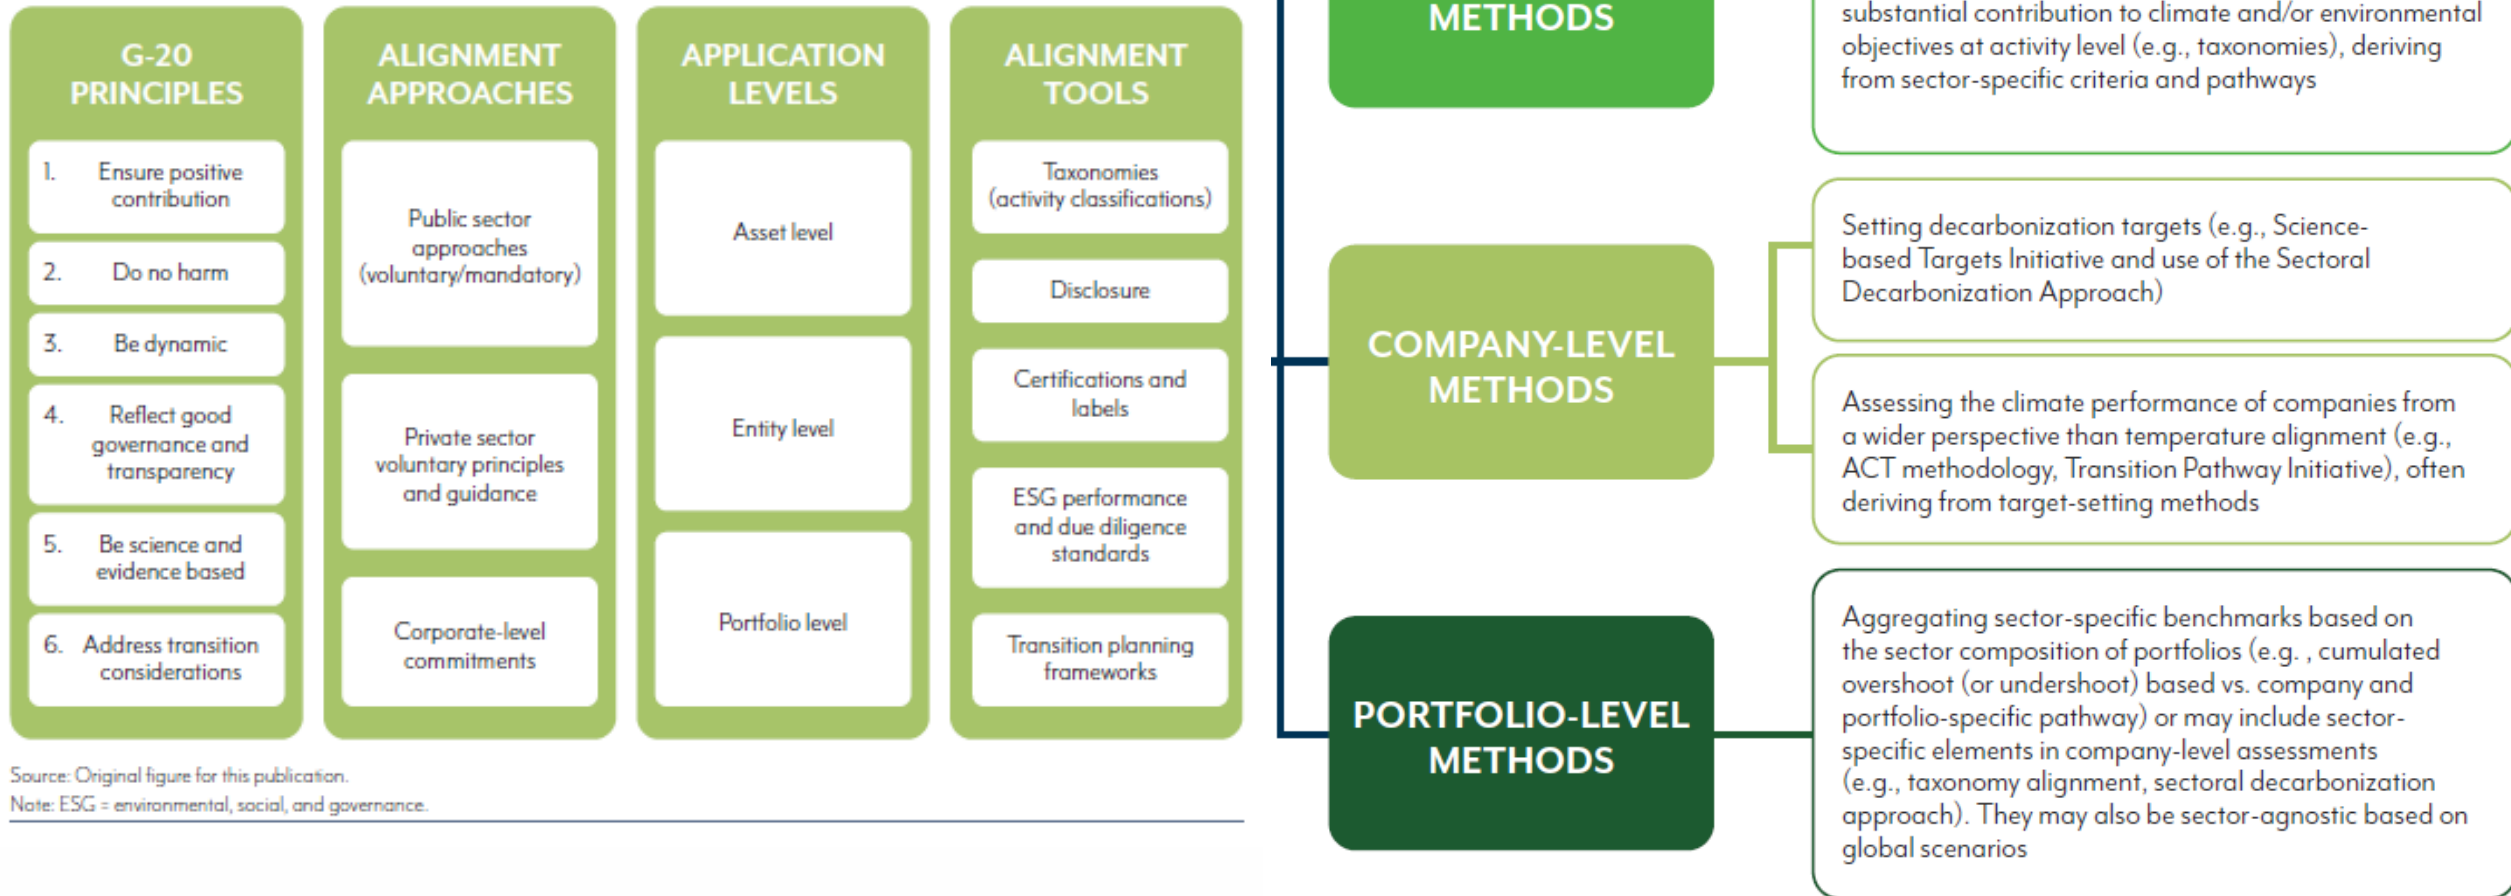 G-20
PRINCIPLES
1. Ensure positive
contribution
2. Do no harm
3. Be dynamic
4. Reflect good
governance and
transparency
5. Be science and
evidence based
6. Address transition
considerations
ALIGNMENT
APPROACHES
Public sector
approaches
(voluntary/mandatory)
Private sector
voluntary principles
and guidance
Corporate-level
commitments
APPLICATION
LEVELS
Asset level
Entity level
Portfolio level
ALIGNMENT
TOOLS
Taxonomies
(activity classifications)
Disclosure
Certifications and
labels
ESG performance
and due diligence
standards
Transition planning
frameworks
Source: Original figure for this publication.
Note: ESG = environmental, social, and governance.
METHODS
substantial contribution to climate and/or environmental
objectives at activity level (e.g., taxonomies), deriving
from sector-specific criteria and pathways
COMPANY-LEVEL
METHODS
Setting decarbonization targets (e.g., Science-
based Targets Initiative and use of the Sectoral
Decarbonization Approach)
Assessing the climate performance of companies from
a wider perspective than temperature alignment (e.g.,
ACT methodology, Transition Pathway Initiative), often
deriving from target-setting methods
PORTFOLIO-LEVEL
METHODS
Aggregating sector-specific benchmarks based on
the sector composition of portfolios (e.g. , cumulated
overshoot (or undershoot) based vs. company and
portfolio-specific pathway) or may include sector-
specific elements in company-level assessments
(e.g., taxonomy alignment, sectoral decarbonization
approach). They may also be sector-agnostic based on
global scenarios